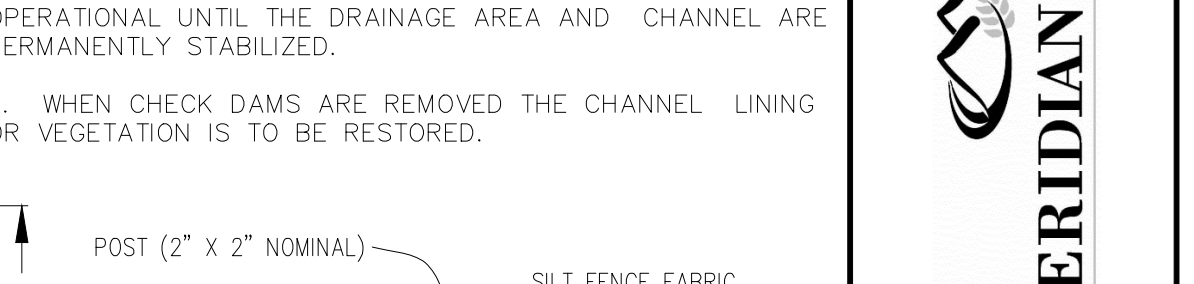 OPERATIONAL UNTIL THE DRAINAGE AREA AND CHANNEL ARE
PERMANENTLY STABILIZED.
. WHEN CHECK DAMS ARE REMOVED THE CHANNEL LINING
OR VEGETATION IS TO BE RESTORED.
POST (2" X 2" NOMINAL)
SILT FENCE FABRIC
ERIDIAN